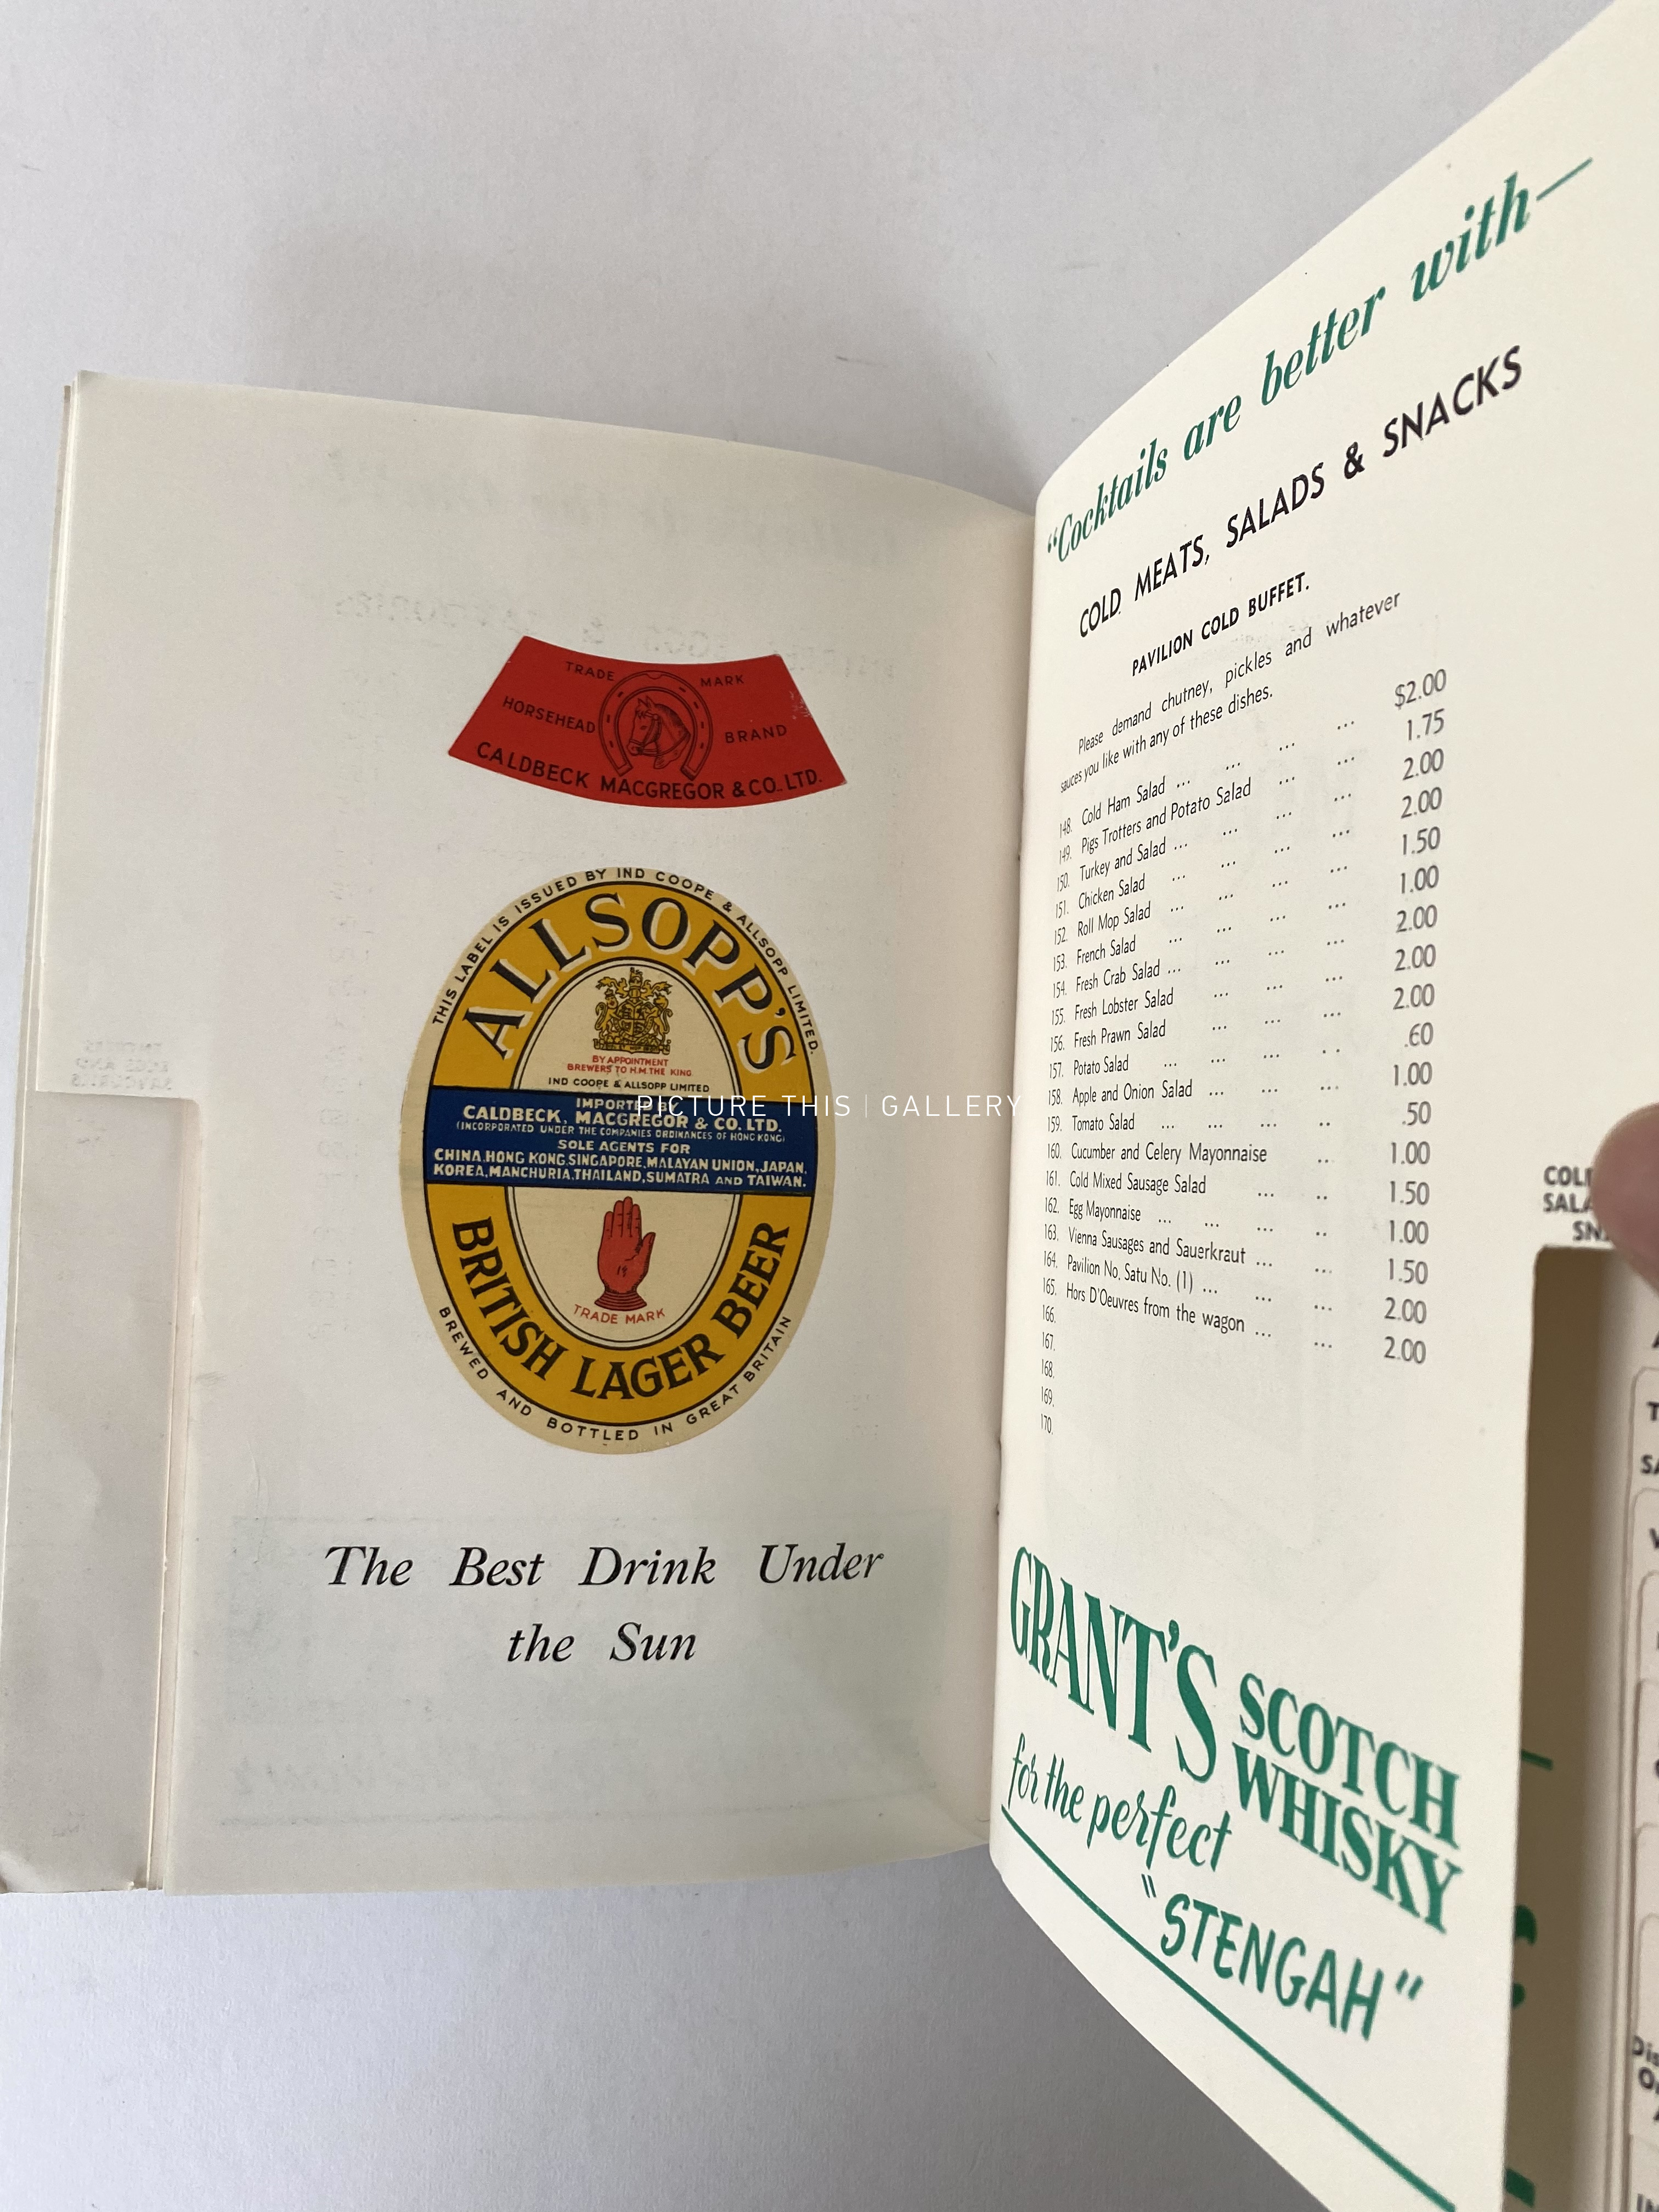 TRADE MARK
HORSEHEAD BRAND
CALDBECK MACGREGOR & CO. LTD.
THIS LABEL IS ISSUED BY IND COOPE & ALLSOPP LIMITED.
ALLSOPP'S
BY APPOINTMENT
BREWERS TO H.M. THE KING
IND COOPE & ALLSOPP LIMITED
IMPORTED BY
CALDBECK, MACGREGOR & CO. LTD.
(INCORPORATED UNDER THE COMPANIES ORDINANCES OF HONG KONG)
SOLE AGENTS FOR
CHINA, HONG KONG, SINGAPORE, MALAYAN UNION, JAPAN,
KOREA, MANCHURIA, THAILAND, SUMATRA AND TAIWAN.
TRADE MARK
BRITISH LAGER BEER
BREWED AND BOTTLED IN GREAT BRITAIN
The Best Drink Under
the Sun
PICTURE THIS | GALLERY
"Cocktails are better with—
COLD MEATS, SALADS & SNACKS
PAVILION COLD BUFFET.
Please demand chutney, pickles and whatever
sauces you like with any of these dishes.
148. Cold Ham Salad ... ... ... ... $2.00
149. Pigs Trotters and Potato Salad ... ... 1.75
150. Turkey and Salad ... ... ... ... 2.00
151. Chicken Salad ... ... ... ... 2.00
152. Roll Mop Salad ... ... ... ... 1.50
153. French Salad ... ... ... ... 1.00
154. Fresh Crab Salad ... ... ... ... 2.00
155. Fresh Lobster Salad ... ... ... 2.00
156. Fresh Prawn Salad ... ... ... 2.00
157. Potato Salad ... ... ... ... .60
158. Apple and Onion Salad ... ... ... 1.00
159. Tomato Salad ... ... ... ... .50
160. Cucumber and Celery Mayonnaise ... 1.00
161. Cold Mixed Sausage Salad ... ... 1.50
162. Egg Mayonnaise ... ... ... ... 1.00
163. Vienna Sausages and Sauerkraut ... ... 1.50
164. Pavilion No. Satu No. (1) ... ... ... 2.00
165. Hors D'Oeuvres from the wagon ... ... 2.00
166.
167.
168.
169.
170.
GRANT'S SCOTCH
WHISKY
for the perfect
"STENGAH"